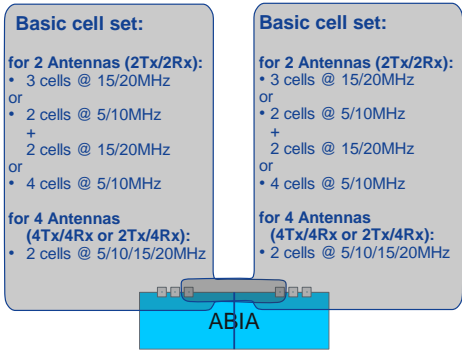 Basic cell set:
for 2 Antennas (2Tx/2Rx):
• 3 cells @ 15/20MHz
or
• 2 cells @ 5/10MHz
+
2 cells @ 15/20MHz
or
• 4 cells @ 5/10MHz
for 4 Antennas
(4Tx/4Rx or 2Tx/4Rx):
• 2 cells @ 5/10/15/20MHz
Basic cell set:
for 2 Antennas (2Tx/2Rx):
• 3 cells @ 15/20MHz
or
• 2 cells @ 5/10MHz
+
2 cells @ 15/20MHz
or
• 4 cells @ 5/10MHz
for 4 Antennas
(4Tx/4Rx or 2Tx/4Rx):
• 2 cells @ 5/10/15/20MHz
ABIA